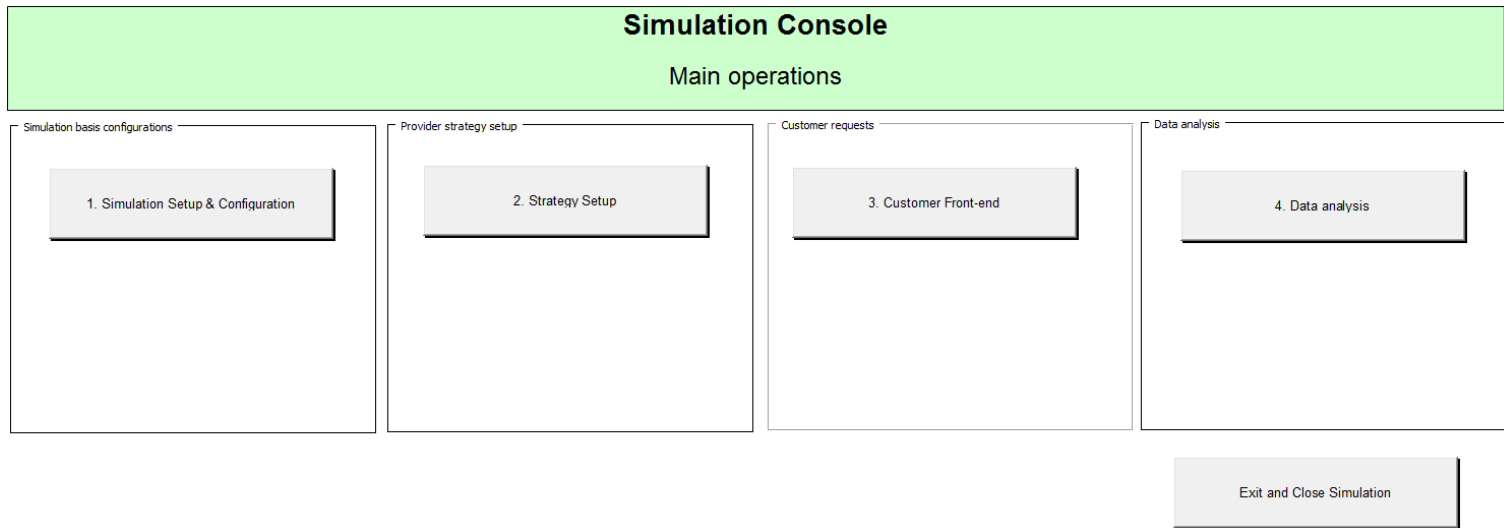 Simulation Console
Main operations
Simulation basis configurations
Provider strategy setup
Customer requests
Data analysis
1. Simulation Setup & Configuration
2. Strategy Setup
3. Customer Front-end
4. Data analysis
Exit and Close Simulation